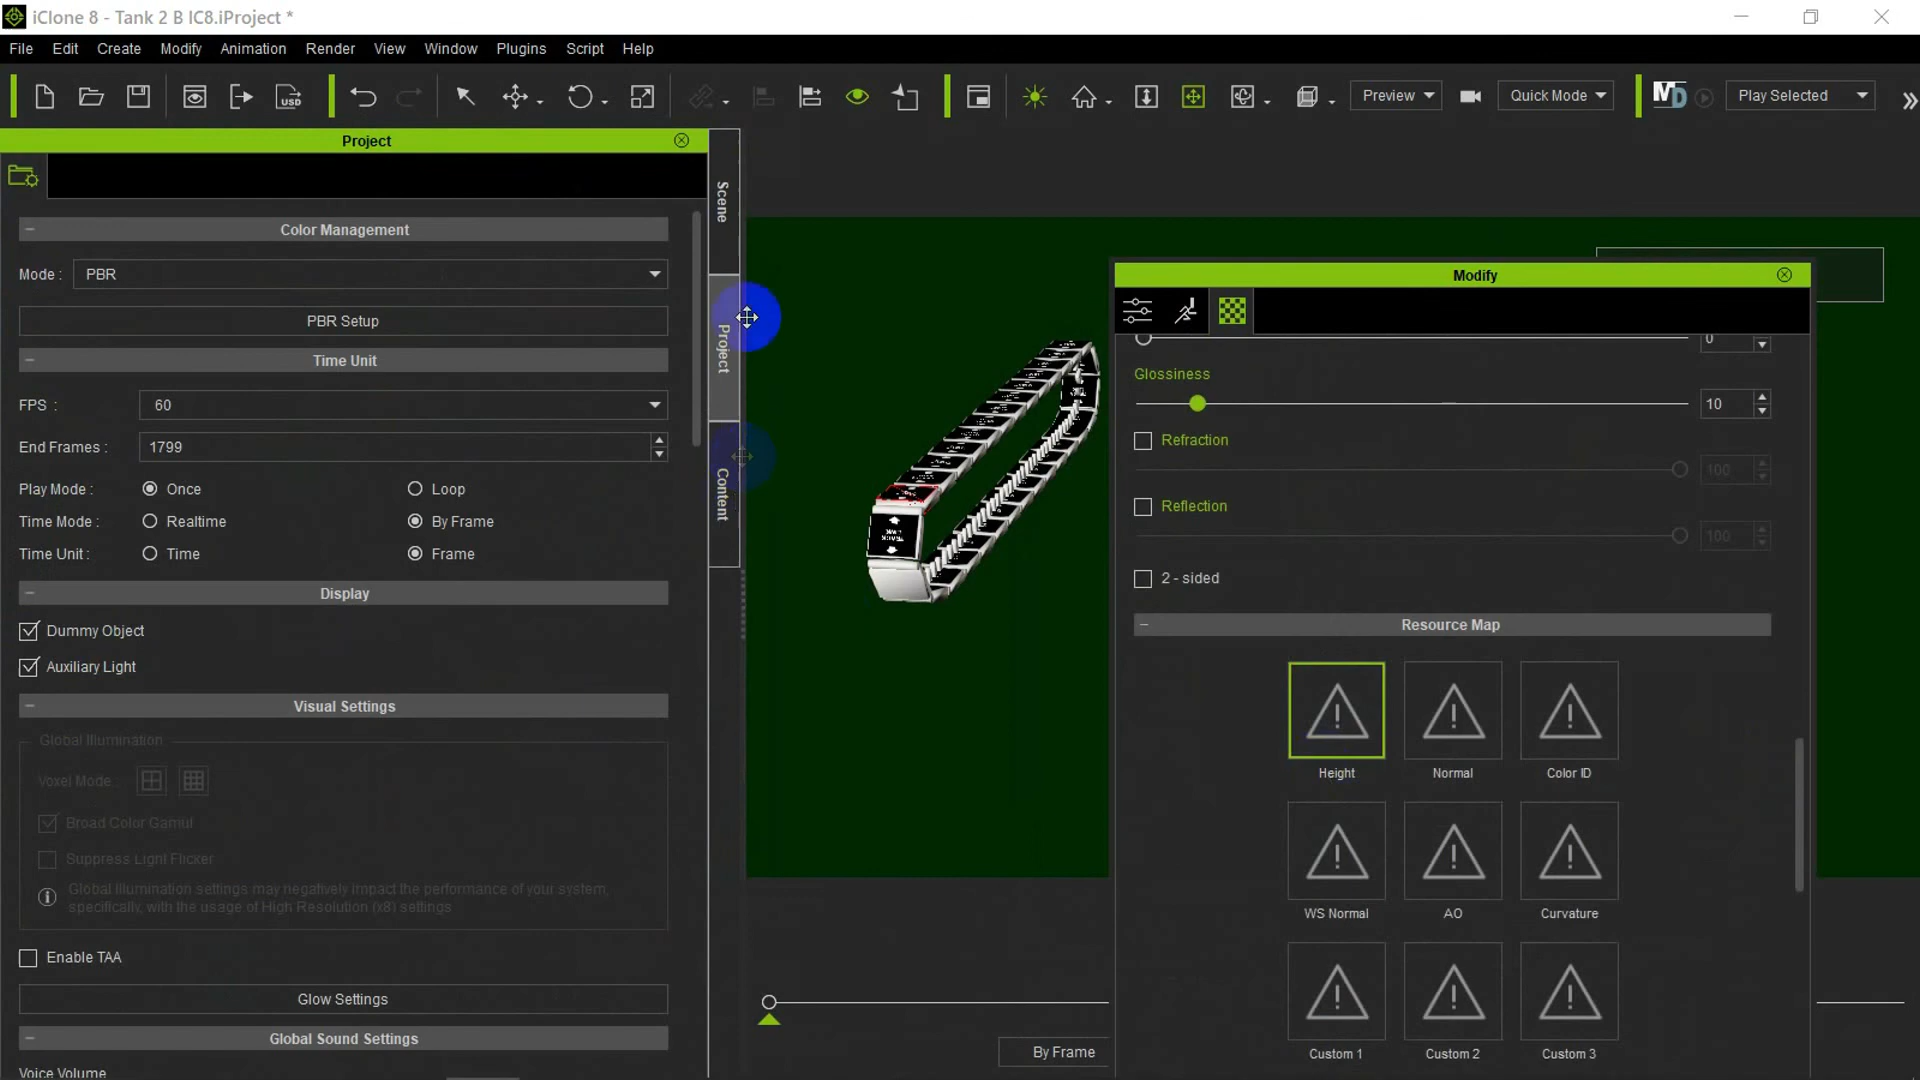 iClone 8 - Tank 2 B IC8.iProject *
File Edit Create Modify Animation Render View Window Plugins Script Help
USD Preview Quick Mode MD Play Selected
Project
Scene
Project
Content
Color Management
Mode : PBR
PBR Setup
Time Unit
FPS : 60
End Frames : 1799
Play Mode : Once Loop
Time Mode : Realtime By Frame
Time Unit : Time Frame
Display
Dummy Object
Auxiliary Light
Visual Settings
Global Illumination
Voxel Mode
Broad Color Gamut
Suppress Light Flicker
Global Illumination settings may negatively impact the performance of your system,
specifically, with the usage of High Resolution (x8) settings
Enable TAA
Glow Settings
Global Sound Settings
Voice Volume
By Frame
Modify
0
Glossiness
10
Refraction
100
Reflection
100
2 - sided
Resource Map
Height Normal Color ID
WS Normal AO Curvature
Custom 1 Custom 2 Custom 3